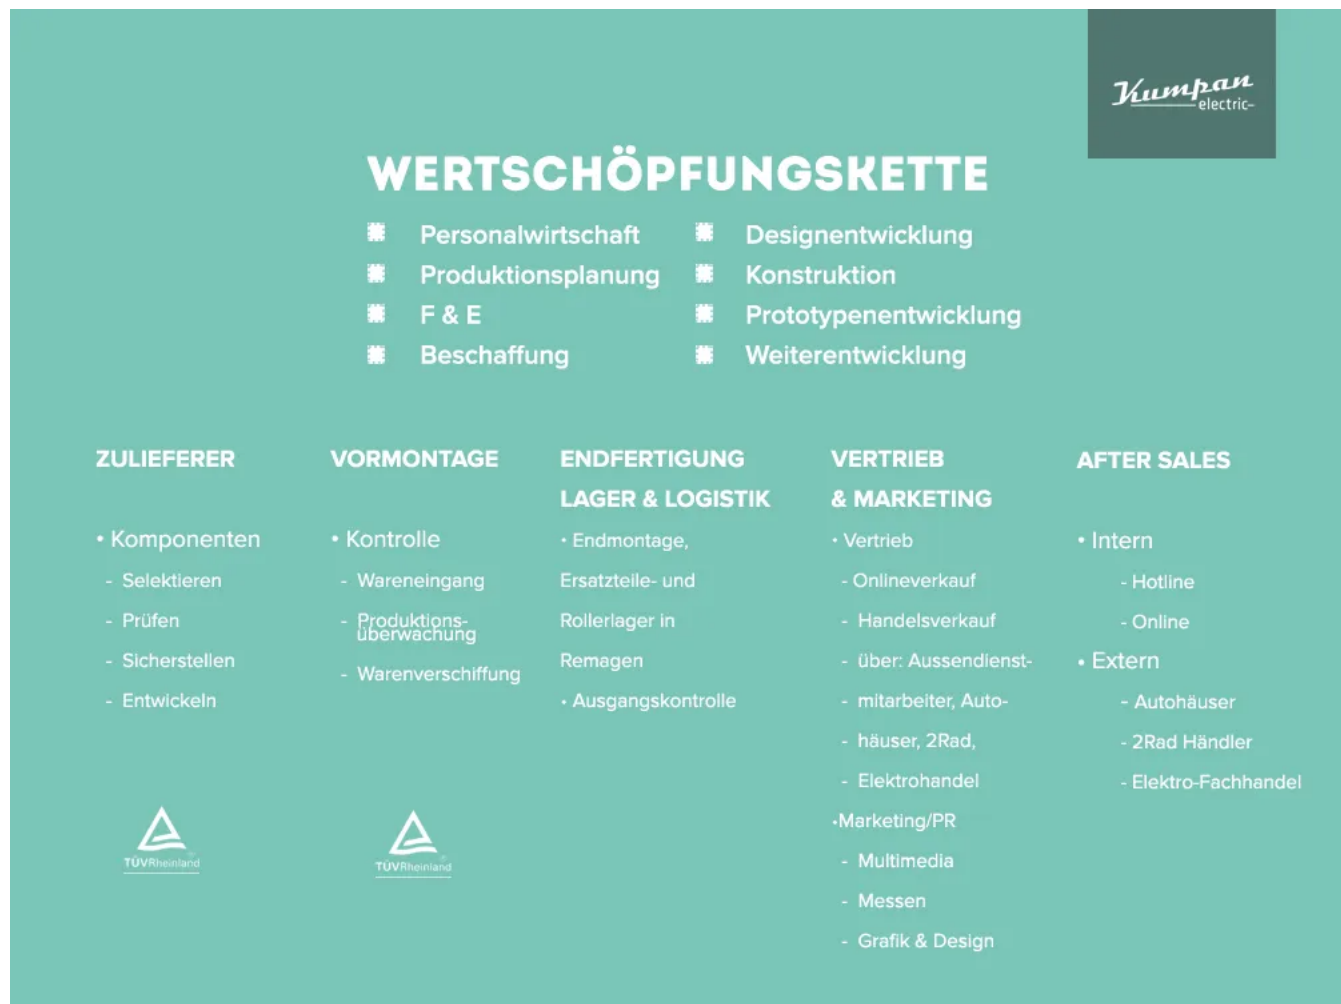 Kumpan
electric
WERTSCHÖPFUNGSKETTE
Personalwirtschaft
Produktionsplanung
F & E
Beschaffung
Designentwicklung
Konstruktion
Prototypenentwicklung
Weiterentwicklung
ZULIEFERER
• Komponenten
- Selektieren
- Prüfen
- Sicherstellen
- Entwickeln
TÜVRheinland®
VORMONTAGE
• Kontrolle
- Wareneingang
- Produktions-
überwachung
- Warenverschiffung
TÜVRheinland®
ENDFERTIGUNG
LAGER & LOGISTIK
• Endmontage,
Ersatzteile- und
Rollerlager in
Remagen
• Ausgangskontrolle
VERTRIEB
& MARKETING
• Vertrieb
- Onlineverkauf
- Handelsverkauf
- über: Aussendienst-
- mitarbeiter, Auto-
- häuser, 2Rad,
- Elektrohandel
•Marketing/PR
- Multimedia
- Messen
- Grafik & Design
AFTER SALES
• Intern
- Hotline
- Online
• Extern
- Autohäuser
- 2Rad Händler
- Elektro-Fachhandel